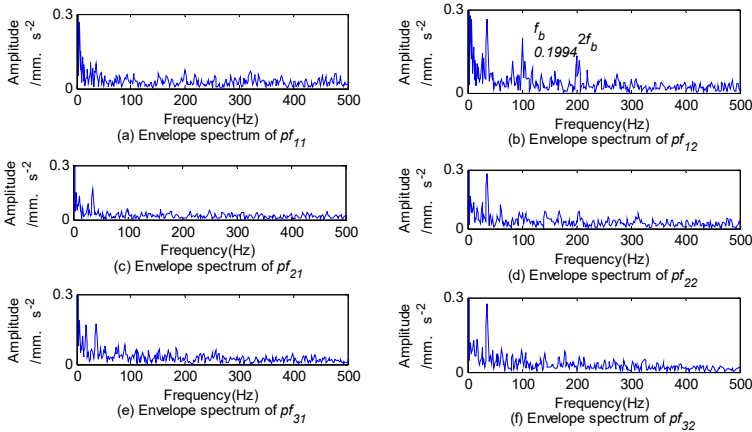 Amplitude
/mm. s-2
0.3
0
0 100 200 300 400 500
Frequency(Hz)
(a) Envelope spectrum of pf11
Amplitude
/mm. s-2
0.3
0
0 100 200 300 400 500
fb
0.1994
2fb
Frequency(Hz)
(b) Envelope spectrum of pf12
Amplitude
/mm. s-2
0.3
0
0 100 200 300 400 500
Frequency(Hz)
(c) Envelope spectrum of pf21
Amplitude
/mm. s-2
0.3
0
0 100 200 300 400 500
Frequency(Hz)
(d) Envelope spectrum of pf22
Amplitude
/mm. s-2
0.3
0
0 100 200 300 400 500
Frequency(Hz)
(e) Envelope spectrum of pf31
Amplitude
/mm. s-2
0.3
0
0 100 200 300 400 500
Frequency(Hz)
(f) Envelope spectrum of pf32